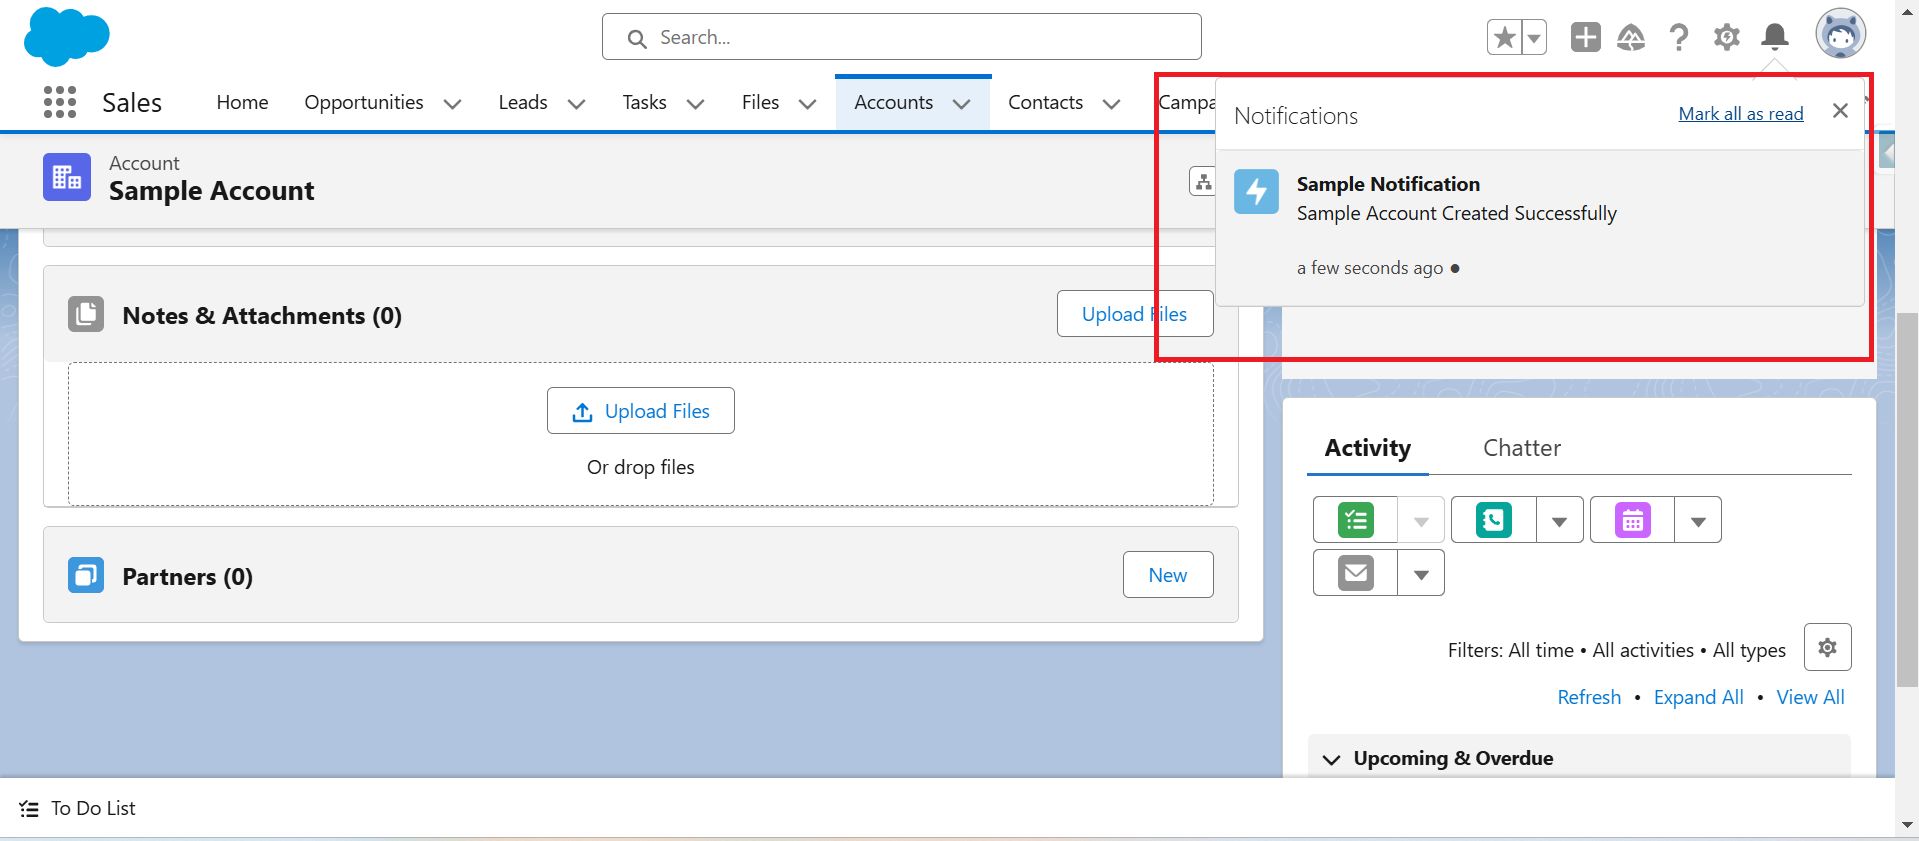 Search...
Sales
Home
Opportunities
Leads
Tasks
Files
Accounts
Contacts
Campa
Notifications
Mark all as read
Account
Sample Account
Sample Notification
Sample Account Created Successfully
a few seconds ago
Notes & Attachments (0)
Upload Files
Upload Files
Or drop files
Partners (0)
New
Activity
Chatter
Filters: All time • All activities • All types
Refresh • Expand All • View All
Upcoming & Overdue
To Do List